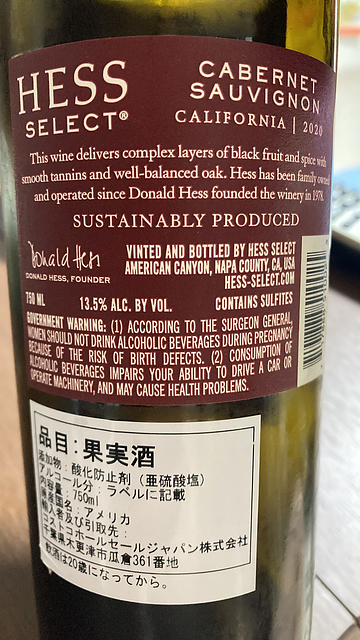 HESS
SELECT®
CABERNET
SAUVIGNON
CALIFORNIA | 2020
This wine delivers complex layers of black fruit and spice with
smooth tannins and well-balanced oak. Hess has been family owned
and operated since Donald Hess founded the winery in 1978.
SUSTAINABLY PRODUCED
Donald Hess
DONALD HESS, FOUNDER
VINTED AND BOTTLED BY HESS SELECT
AMERICAN CANYON, NAPA COUNTY, CA, USA
HESS-SELECT.COM
750 ML 13.5% ALC. BY VOL. CONTAINS SULFITES
GOVERNMENT WARNING: (1) ACCORDING TO THE SURGEON GENERAL,
WOMEN SHOULD NOT DRINK ALCOHOLIC BEVERAGES DURING PREGNANCY
BECAUSE OF THE RISK OF BIRTH DEFECTS. (2) CONSUMPTION OF
ALCOHOLIC BEVERAGES IMPAIRS YOUR ABILITY TO DRIVE A CAR OR
OPERATE MACHINERY, AND MAY CAUSE HEALTH PROBLEMS.
品目:果実酒
添加物:酸化防止剤(亜硫酸塩)
アルコール分:ラベルに記載
内容量:750ml
原産国名:アメリカ
輸入者及び引取先:
コストコホールセールジャパン株式会社
千葉県木更津市瓜倉361番地
飲酒は20歳になってから。